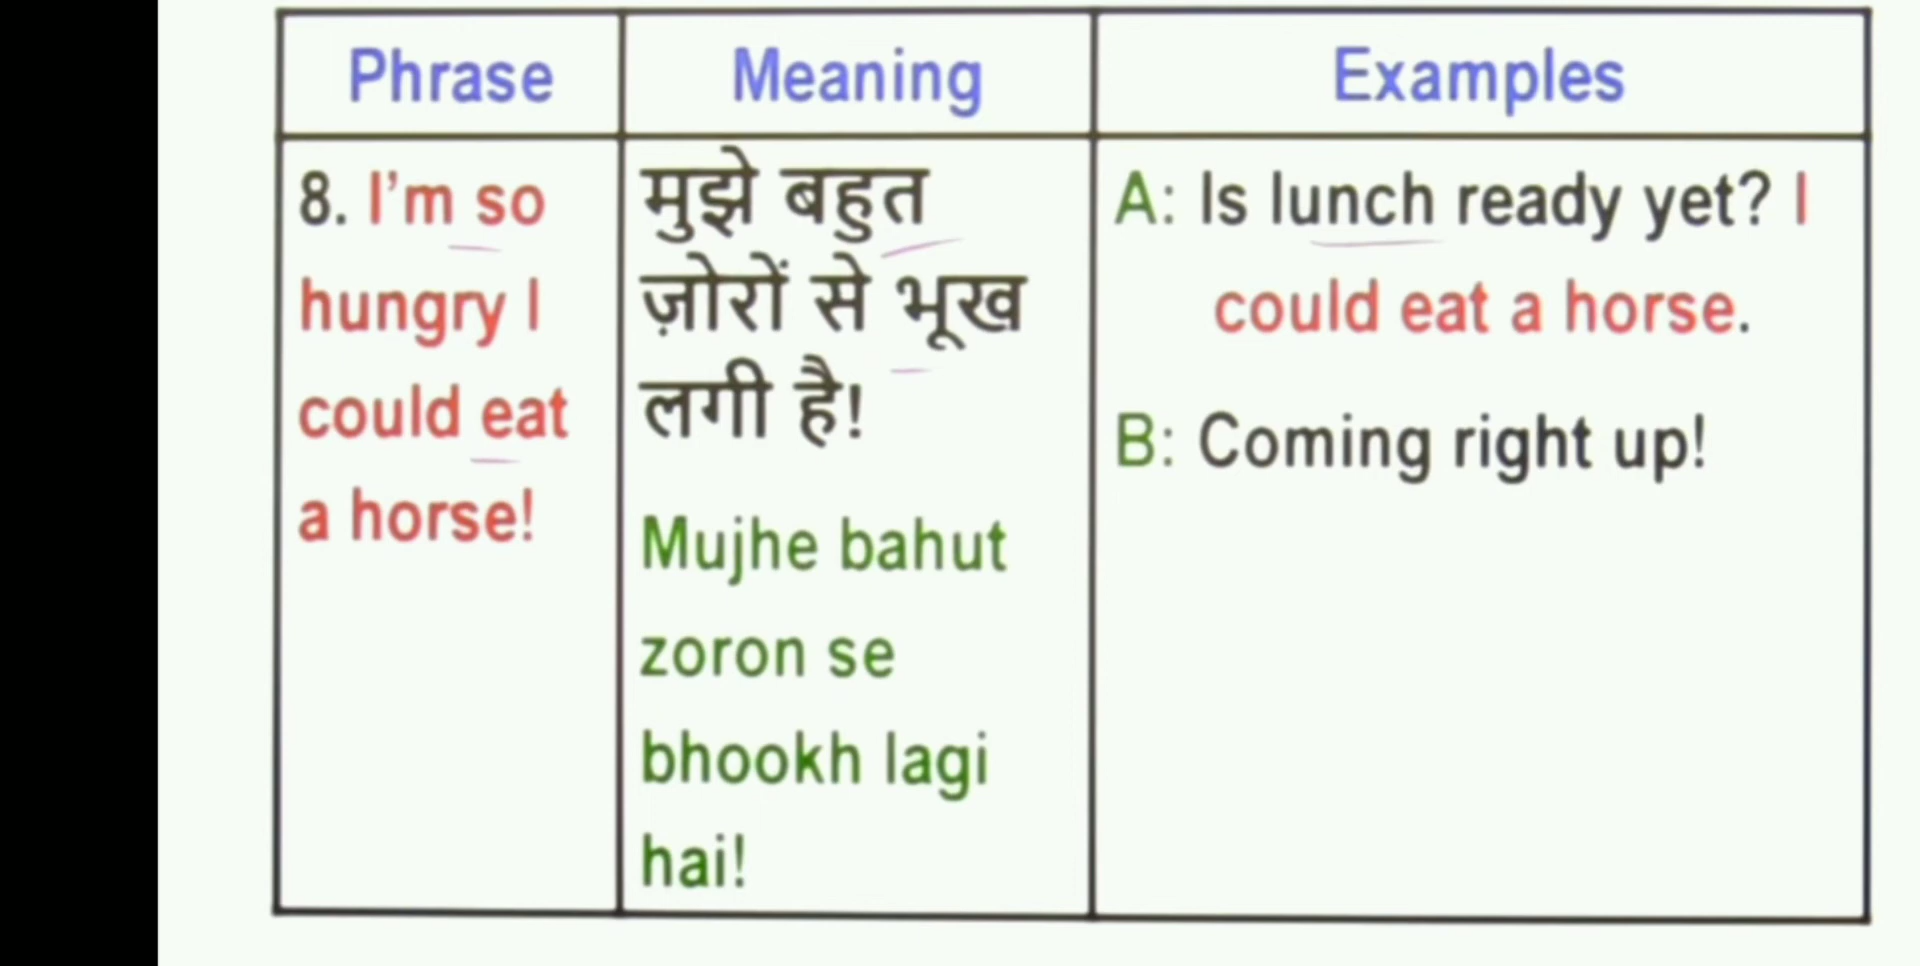 Phrase
Meaning
Examples
8. I'm so
hungry I
could eat
a horse!
मुझे बहुत
ज़ोरों से भूख
लगी है!
Mujhe bahut
zoron se
bhookh lagi
hai!
A: Is lunch ready yet? I
could eat a horse.
B: Coming right up!